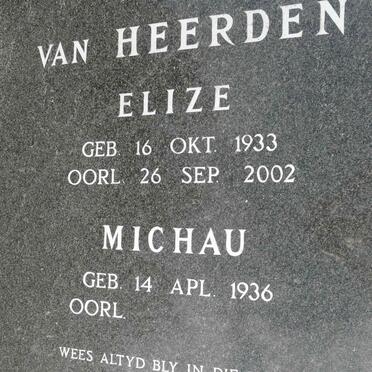 VAN HEERDEN
ELIZE
GEB. 16 OKT. 1933
OORL. 26 SEP. 2002
MICHAU
GEB. 14 APL. 1936
OORL.
WEES ALTYD BLY IN DIE